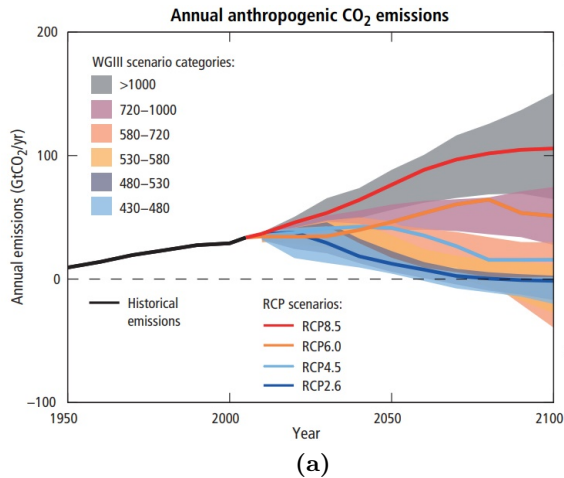 Annual anthropogenic CO₂ emissions
200
WGIII scenario categories:
>1000
720–1000
580–720
530–580
480–530
430–480
100
Annual emissions (GtCO₂/yr)
0
Historical
emissions
RCP scenarios:
RCP8.5
RCP6.0
RCP4.5
RCP2.6
–100
1950
2000
2050
2100
Year
(a)